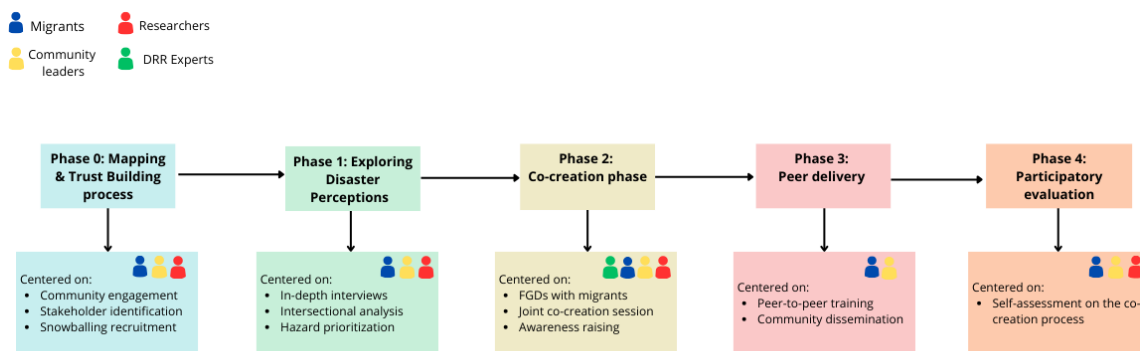 Migrants
Researchers
Community
leaders
DRR Experts
Phase 0: Mapping
& Trust Building
process
Phase 1: Exploring
Disaster
Perceptions
Phase 2:
Co-creation phase
Phase 3:
Peer delivery
Phase 4:
Participatory
evaluation
Centered on:
• Community engagement
• Stakeholder identification
• Snowballing recruitment
Centered on:
• In-depth interviews
• Intersectional analysis
• Hazard prioritization
Centered on:
• FGDs with migrants
• Joint co-creation session
• Awareness raising
Centered on:
• Peer-to-peer training
• Community dissemination
Centered on:
• Self-assessment on the co-
creation process